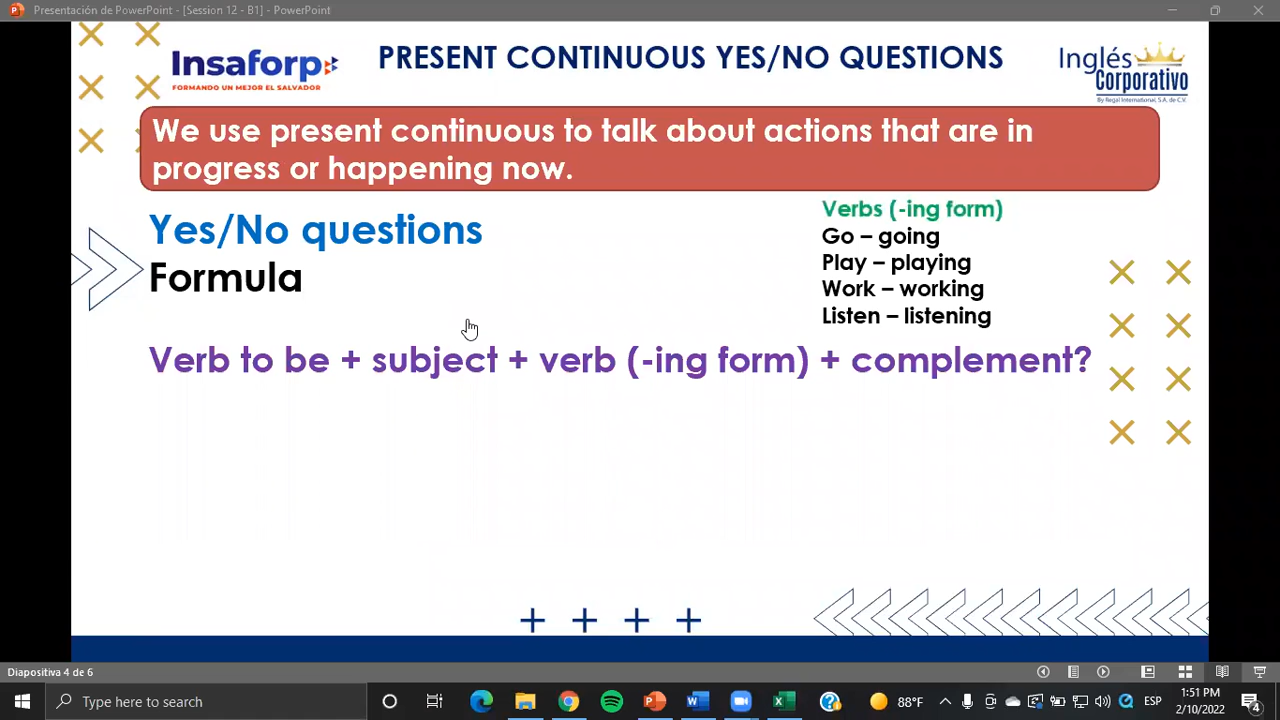 Presentación de PowerPoint - [Session 12 - B1] - PowerPoint
Insaforp
FORMANDO UN MEJOR EL SALVADOR
PRESENT CONTINUOUS YES/NO QUESTIONS
Inglés
Corporativo
By Regal International, S.A. de C.V.
We use present continuous to talk about actions that are in
progress or happening now.
Yes/No questions
Formula
Verbs (-ing form)
Go – going
Play – playing
Work – working
Listen – listening
Verb to be + subject + verb (-ing form) + complement?
Diapositiva 4 de 6
Type here to search
88°F
ESP
1:51 PM
2/10/2022
4